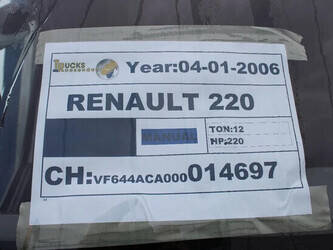 TRUCKS Year:04-01-2006
RENAULT 220
MANUAL TON:12
HP:220
CH:VF644ACA000014697